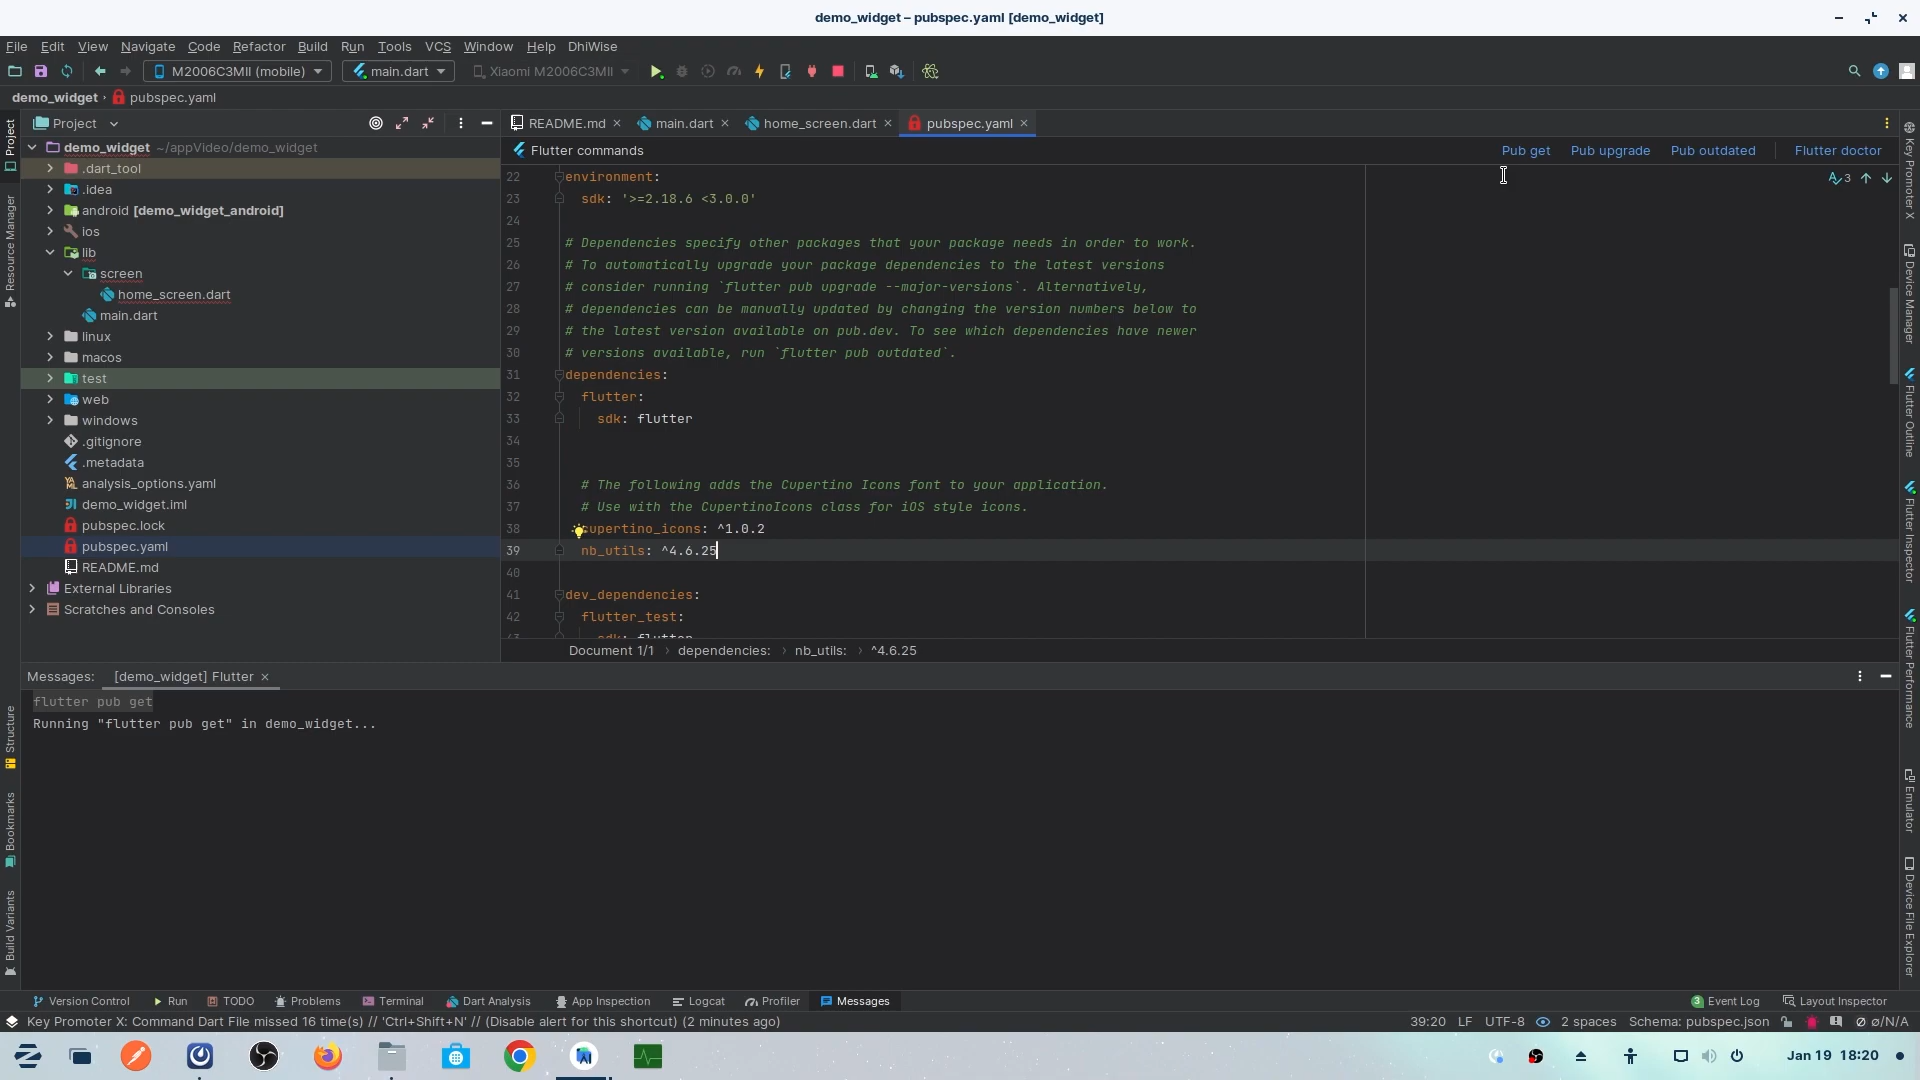 demo_widget – pubspec.yaml [demo_widget]
File Edit View Navigate Code Refactor Build Run Tools VCS Window Help DhiWise
M2006C3MII (mobile) main.dart Xiaomi M2006C3MII
demo_widget pubspec.yaml
Project
README.md main.dart home_screen.dart pubspec.yaml
Flutter commands Pub get Pub upgrade Pub outdated Flutter doctor
demo_widget ~/appVideo/demo_widget
.dart_tool
.idea
android [demo_widget_android]
ios
lib
screen
home_screen.dart
main.dart
linux
macos
test
web
windows
.gitignore
.metadata
analysis_options.yaml
demo_widget.iml
pubspec.lock
pubspec.yaml
README.md
External Libraries
Scratches and Consoles
3
22 environment:
23 sdk: '>=2.18.6 <3.0.0'
24
25 # Dependencies specify other packages that your package needs in order to work.
26 # To automatically upgrade your package dependencies to the latest versions
27 # consider running `flutter pub upgrade --major-versions`. Alternatively,
28 # dependencies can be manually updated by changing the version numbers below to
29 # the latest version available on pub.dev. To see which dependencies have newer
30 # versions available, run `flutter pub outdated`.
31 dependencies:
32 flutter:
33 sdk: flutter
34
35
36 # The following adds the Cupertino Icons font to your application.
37 # Use with the CupertinoIcons class for iOS style icons.
38 upertino_icons: ^1.0.2
39 nb_utils: ^4.6.25
40
41 dev_dependencies:
42 flutter_test:
43 sdk: flutter
Document 1/1 dependencies: nb_utils: ^4.6.25
Messages: [demo_widget] Flutter
flutter pub get
Running "flutter pub get" in demo_widget...
Project
Resource Manager
Structure
Bookmarks
Build Variants
Key Promoter X
Device Manager
Flutter Outline
Flutter Inspector
Flutter Performance
Emulator
Device File Explorer
Version Control Run TODO Problems Terminal Dart Analysis App Inspection Logcat Profiler Messages 3 Event Log Layout Inspector
Key Promoter X: Command Dart File missed 16 time(s) // 'Ctrl+Shift+N' // (Disable alert for this shortcut) (2 minutes ago) 39:20 LF UTF-8 2 spaces Schema: pubspec.json ø/N/A
Jan 19 18:20